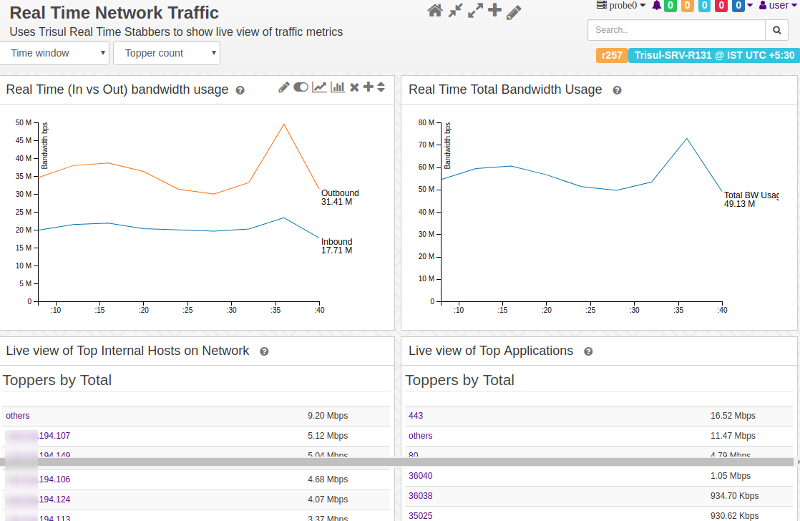 Real Time Network Traffic
Uses Trisul Real Time Stabbers to show live view of traffic metrics
probe0 0 0 0 0 0 user
Search..
Time window Topper count
r257 Trisul-SRV-R131 @ IST UTC +5:30
Real Time (In vs Out) bandwidth usage
50 M
45 M
40 M
35 M
30 M
25 M
20 M
15 M
10 M
5 M
0
Bandwidth bps
Outbound
31.41 M
Inbound
17.71 M
:10 :15 :20 :25 :30 :35 :40
Real Time Total Bandwidth Usage
80 M
70 M
60 M
50 M
40 M
30 M
20 M
10 M
0
Bandwidth bps
Total BW Usag
49.13 M
:10 :15 :20 :25 :30 :35 :40
Live view of Top Internal Hosts on Network
Toppers by Total
others 9.20 Mbps
.194.107 5.12 Mbps
.194.149 5.04 Mbps
.194.106 4.68 Mbps
.194.124 4.07 Mbps
.194.113 3.37 Mbps
Live view of Top Applications
Toppers by Total
443 16.52 Mbps
others 11.47 Mbps
80 4.79 Mbps
36040 1.05 Mbps
36038 934.70 Kbps
35025 930.62 Kbps